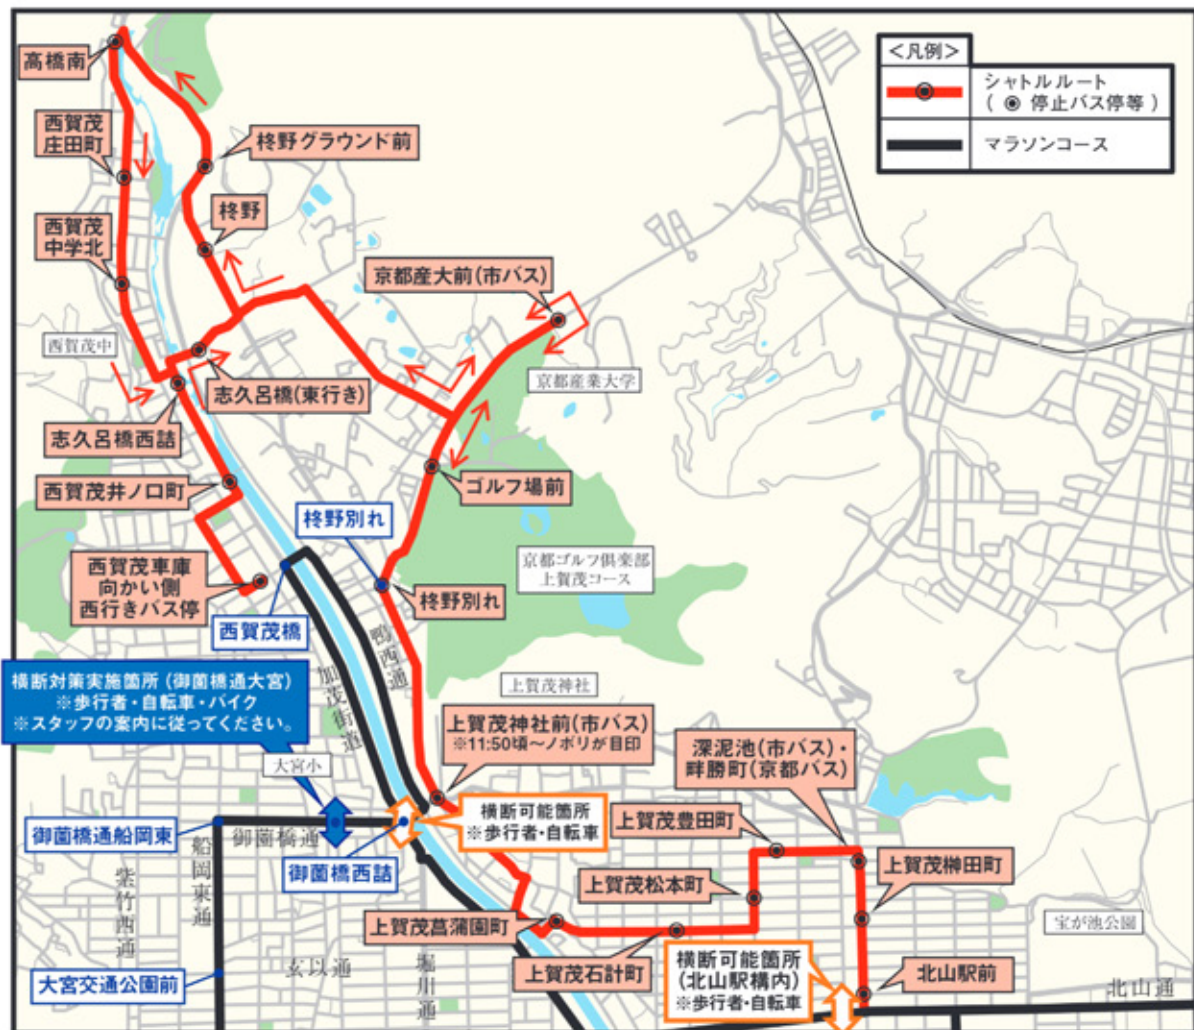 <凡例>
シャトルルート
( ◉ 停止バス停等 )
マラソンコース
高橋南
西賀茂
庄田町
柊野グラウンド前
西賀茂
中学北
柊野
京都産大前(市バス)
西賀茂中
京都産業大学
志久呂橋(東行き)
志久呂橋西詰
西賀茂井ノ口町
ゴルフ場前
柊野別れ
京都ゴルフ倶楽部
上賀茂コース
西賀茂車庫
向かい側
西行きバス停
柊野別れ
西賀茂橋
鴨西通
加茂街道
横断対策実施箇所(御薗橋通大宮)
※歩行者・自転車・バイク
※スタッフの案内に従ってください。
上賀茂神社
上賀茂神社前(市バス)
※11:50頃~ノボリが目印
深泥池(市バス)・
畔勝町(京都バス)
大宮小
横断可能箇所
※歩行者・自転車
上賀茂豊田町
御薗橋通船岡東
御薗橋通
御薗橋西詰
上賀茂榊田町
上賀茂松本町
船岡東通
紫竹西通
上賀茂菖蒲園町
宝が池公園
上賀茂石計町
横断可能箇所
(北山駅構内)
※歩行者・自転車
北山駅前
北山通
大宮交通公園前
玄以通
堀川通